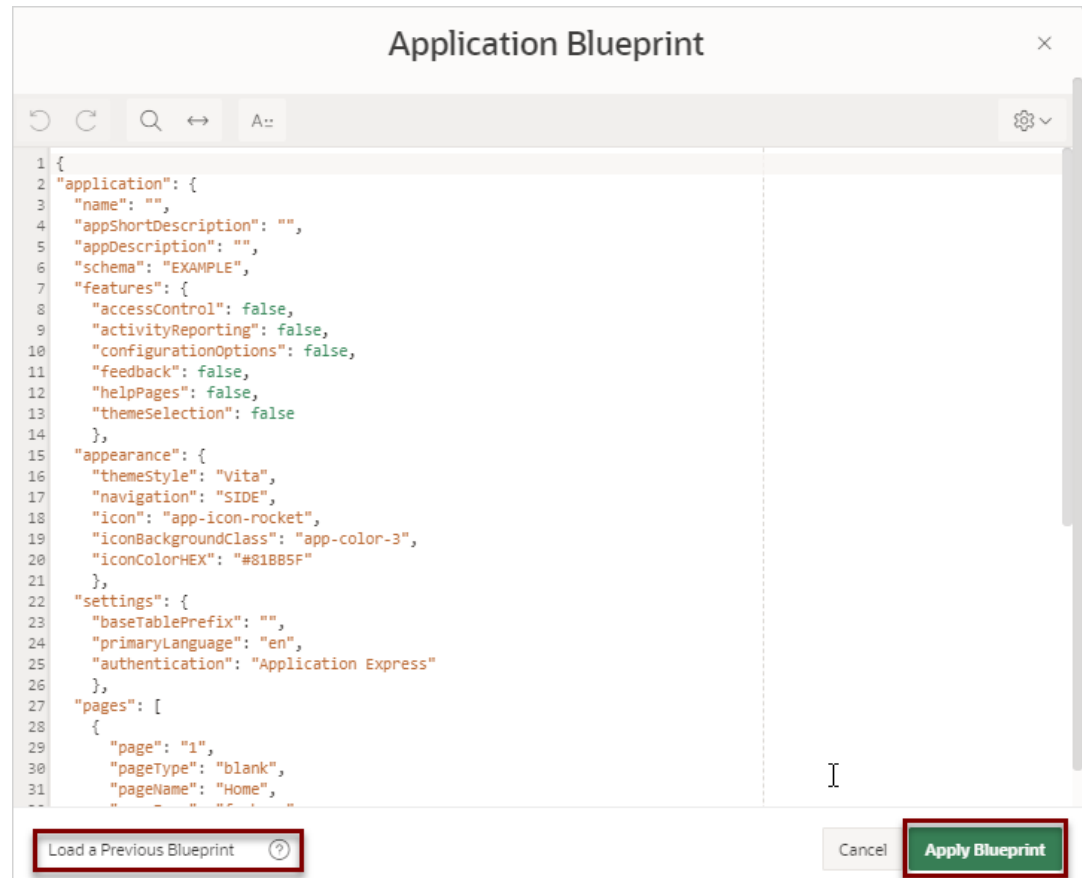 Application Blueprint
A
1 {
2 "application": {
3 "name": "",
4 "appShortDescription": "",
5 "appDescription": "",
6 "schema": "EXAMPLE",
7 "features": {
8 "accessControl": false,
9 "activityReporting": false,
10 "configurationOptions": false,
11 "feedback": false,
12 "helpPages": false,
13 "themeSelection": false
14 },
15 "appearance": {
16 "themeStyle": "Vita",
17 "navigation": "SIDE",
18 "icon": "app-icon-rocket",
19 "iconBackgroundClass": "app-color-3",
20 "iconColorHEX": "#81BB5F"
21 },
22 "settings": {
23 "baseTablePrefix": "",
24 "primaryLanguage": "en",
25 "authentication": "Application Express"
26 },
27 "pages": [
28 {
29 "page": "1",
30 "pageType": "blank",
31 "pageName": "Home",
Load a Previous Blueprint ?
Cancel
Apply Blueprint